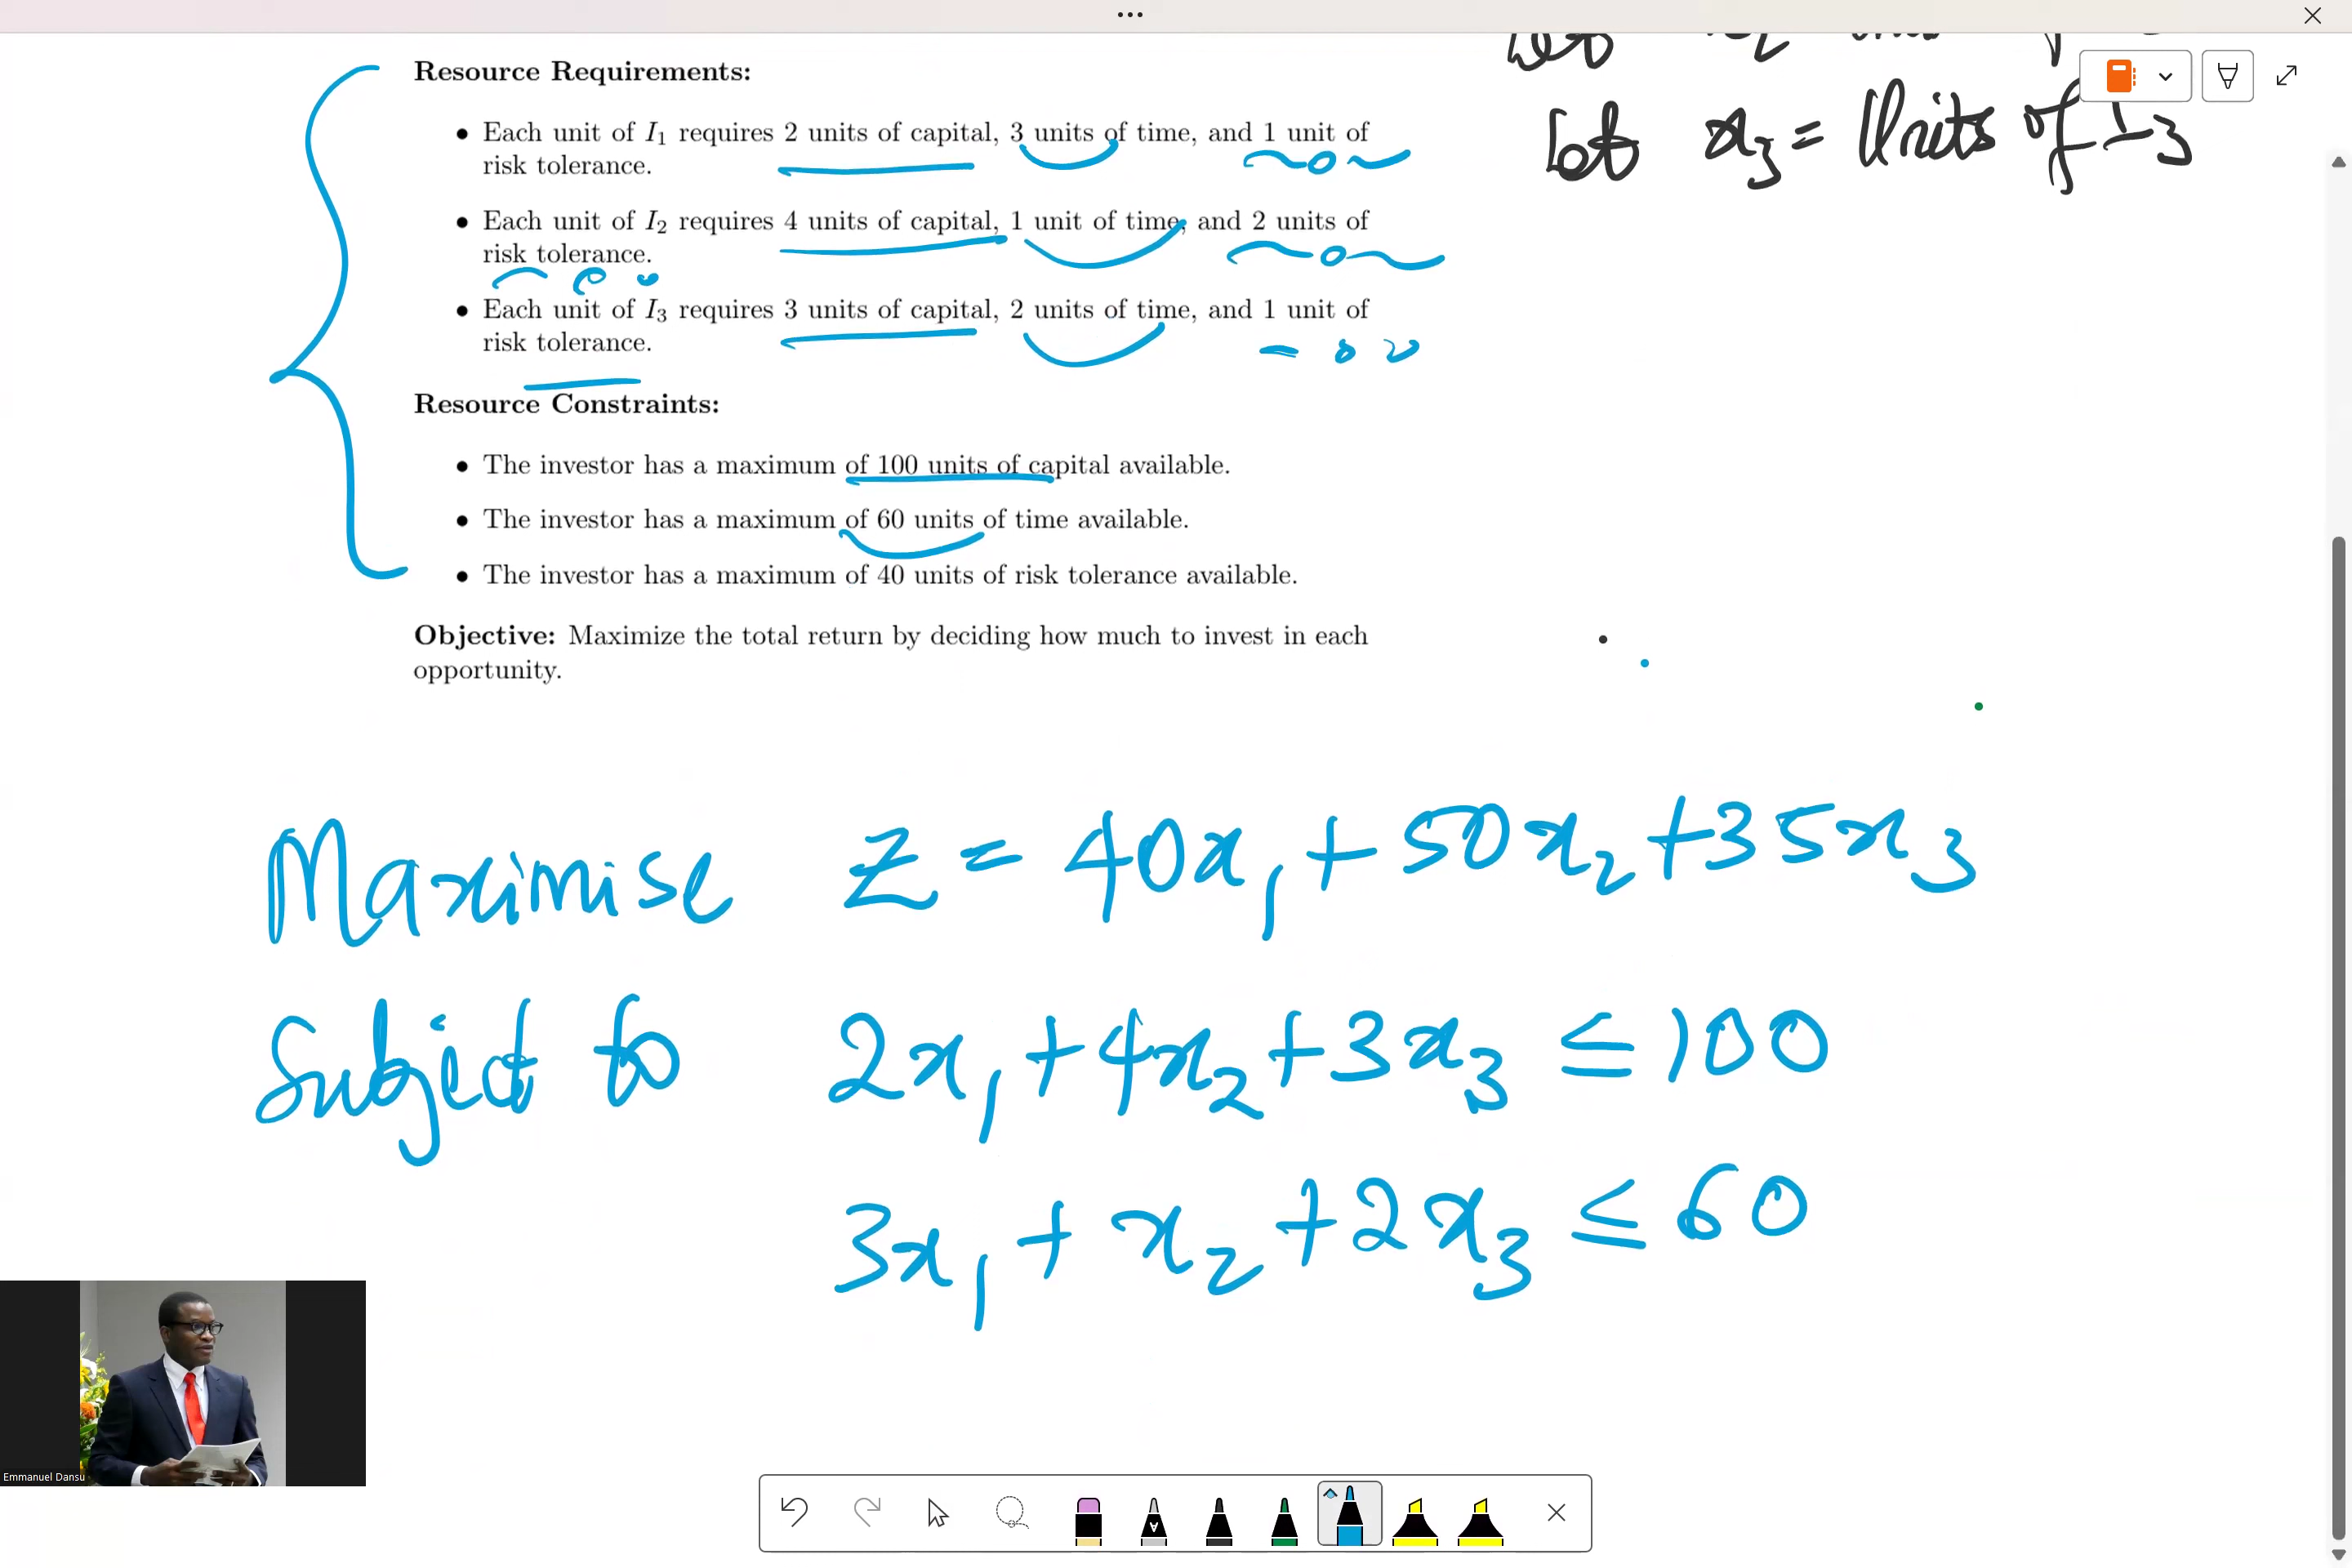 Resource Requirements:
Let x₃ = Units of I₃
• Each unit of I₁ requires 2 units of capital, 3 units of time, and 1 unit of
risk tolerance.
• Each unit of I₂ requires 4 units of capital, 1 unit of time, and 2 units of
risk tolerance.
• Each unit of I₃ requires 3 units of capital, 2 units of time, and 1 unit of
risk tolerance.
Resource Constraints:
• The investor has a maximum of 100 units of capital available.
• The investor has a maximum of 60 units of time available.
• The investor has a maximum of 40 units of risk tolerance available.
Objective: Maximize the total return by deciding how much to invest in each
opportunity.
Maximise Z = 40x₁ + 50x₂ + 35x₃
Subject to 2x₁ + 4x₂ + 3x₃ ≤ 100
3x₁ + x₂ + 2x₃ ≤ 60
Emmanuel Dansu